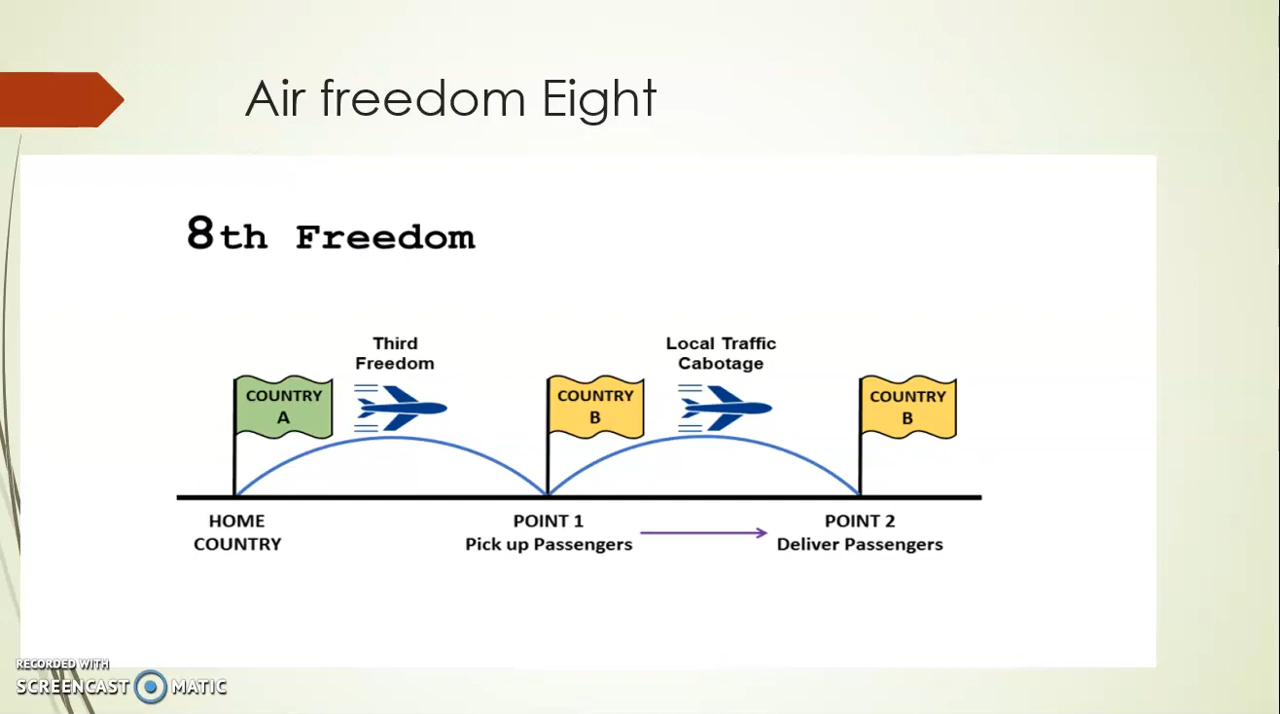 Air freedom Eight
8th Freedom
Third
Freedom
Local Traffic
Cabotage
COUNTRY
A
COUNTRY
B
COUNTRY
B
HOME
COUNTRY
POINT 1
Pick up Passengers
POINT 2
Deliver Passengers
RECORDED WITH
SCREENCAST MATIC